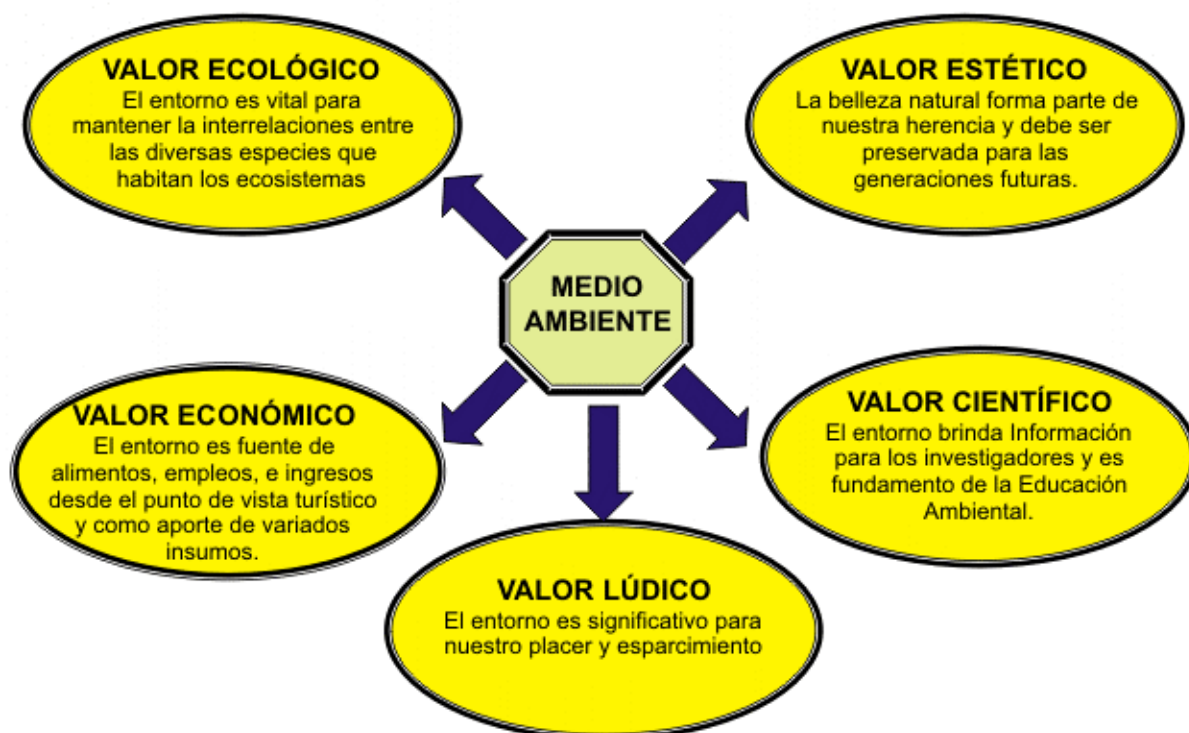 VALOR ECOLÓGICO
El entorno es vital para
mantener la interrelaciones entre
las diversas especies que
habitan los ecosistemas
VALOR ESTÉTICO
La belleza natural forma parte de
nuestra herencia y debe ser
preservada para las
generaciones futuras.
MEDIO
AMBIENTE
VALOR ECONÓMICO
El entorno es fuente de
alimentos, empleos, e ingresos
desde el punto de vista turístico
y como aporte de variados
insumos.
VALOR CIENTÍFICO
El entorno brinda Información
para los investigadores y es
fundamento de la Educación
Ambiental.
VALOR LÚDICO
El entorno es significativo para
nuestro placer y esparcimiento